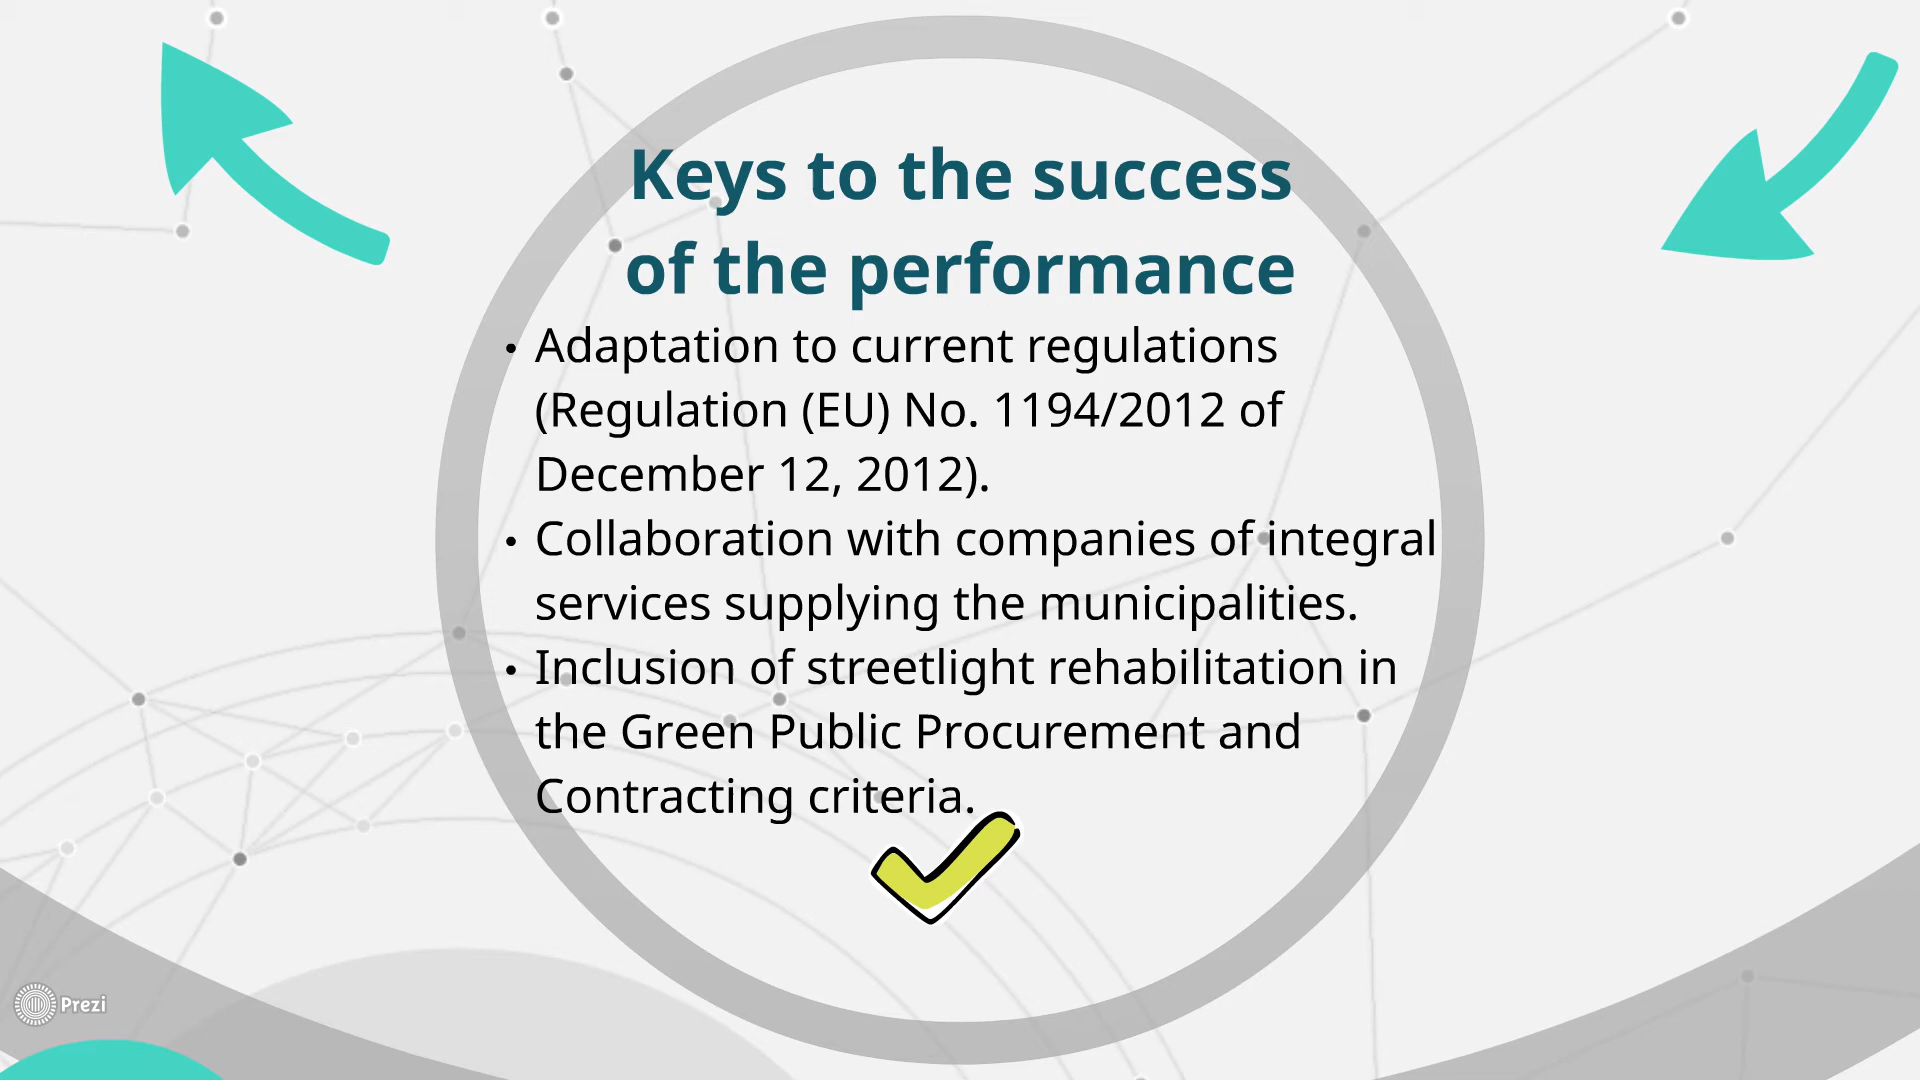 Keys to the success
of the performance
• Adaptation to current regulations
(Regulation (EU) No. 1194/2012 of
December 12, 2012).
• Collaboration with companies of integral
services supplying the municipalities.
• Inclusion of streetlight rehabilitation in
the Green Public Procurement and
Contracting criteria.
Prezi